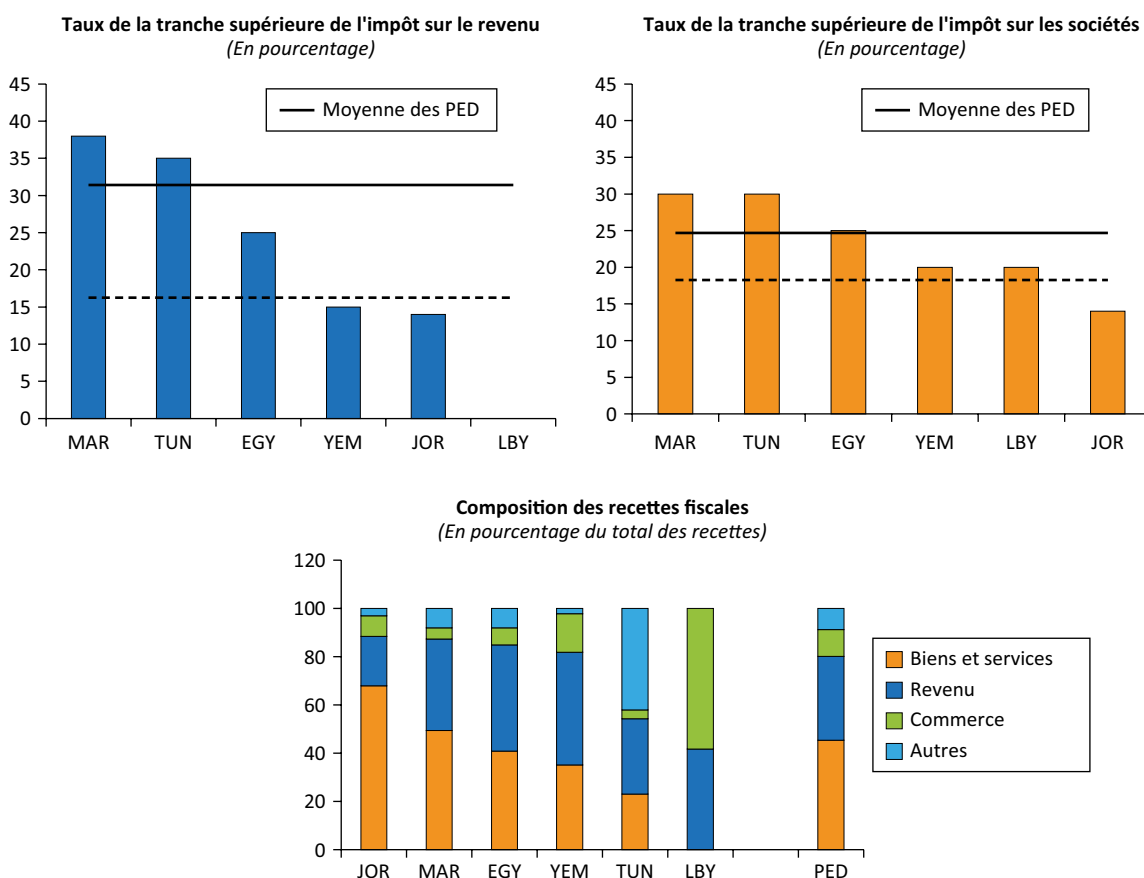 Taux de la tranche supérieure de l'impôt sur le revenu
(En pourcentage)
45
40
35
30
25
20
15
10
5
0
Moyenne des PED
MAR TUN EGY YEM JOR LBY
Taux de la tranche supérieure de l'impôt sur les sociétés
(En pourcentage)
45
40
35
30
25
20
15
10
5
0
Moyenne des PED
MAR TUN EGY YEM LBY JOR
Composition des recettes fiscales
(En pourcentage du total des recettes)
120
100
80
60
40
20
0
JOR MAR EGY YEM TUN LBY PED
Biens et services
Revenu
Commerce
Autres